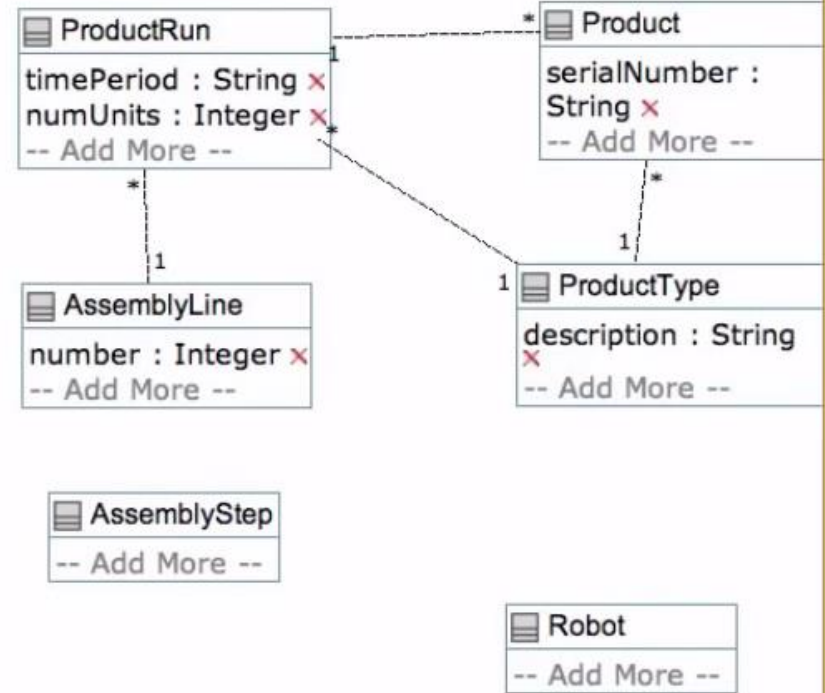 ProductRun
timePeriod : String ×
numUnits : Integer ×
-- Add More --
1
*
*
*
Product
serialNumber :
String ×
-- Add More --
*
1
1
1
AssemblyLine
number : Integer ×
-- Add More --
ProductType
description : String
×
-- Add More --
AssemblyStep
-- Add More --
Robot
-- Add More --